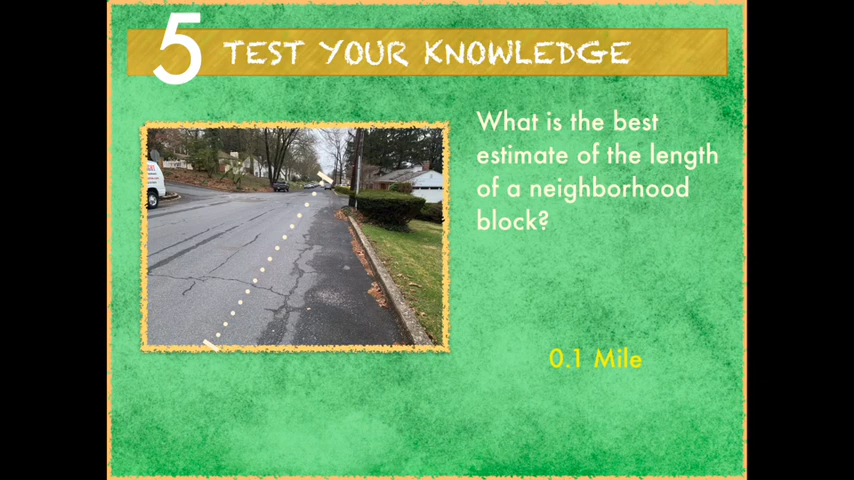 5 TEST YOUR KNOWLEDGE
What is the best
estimate of the length
of a neighborhood
block?
0.1 Mile